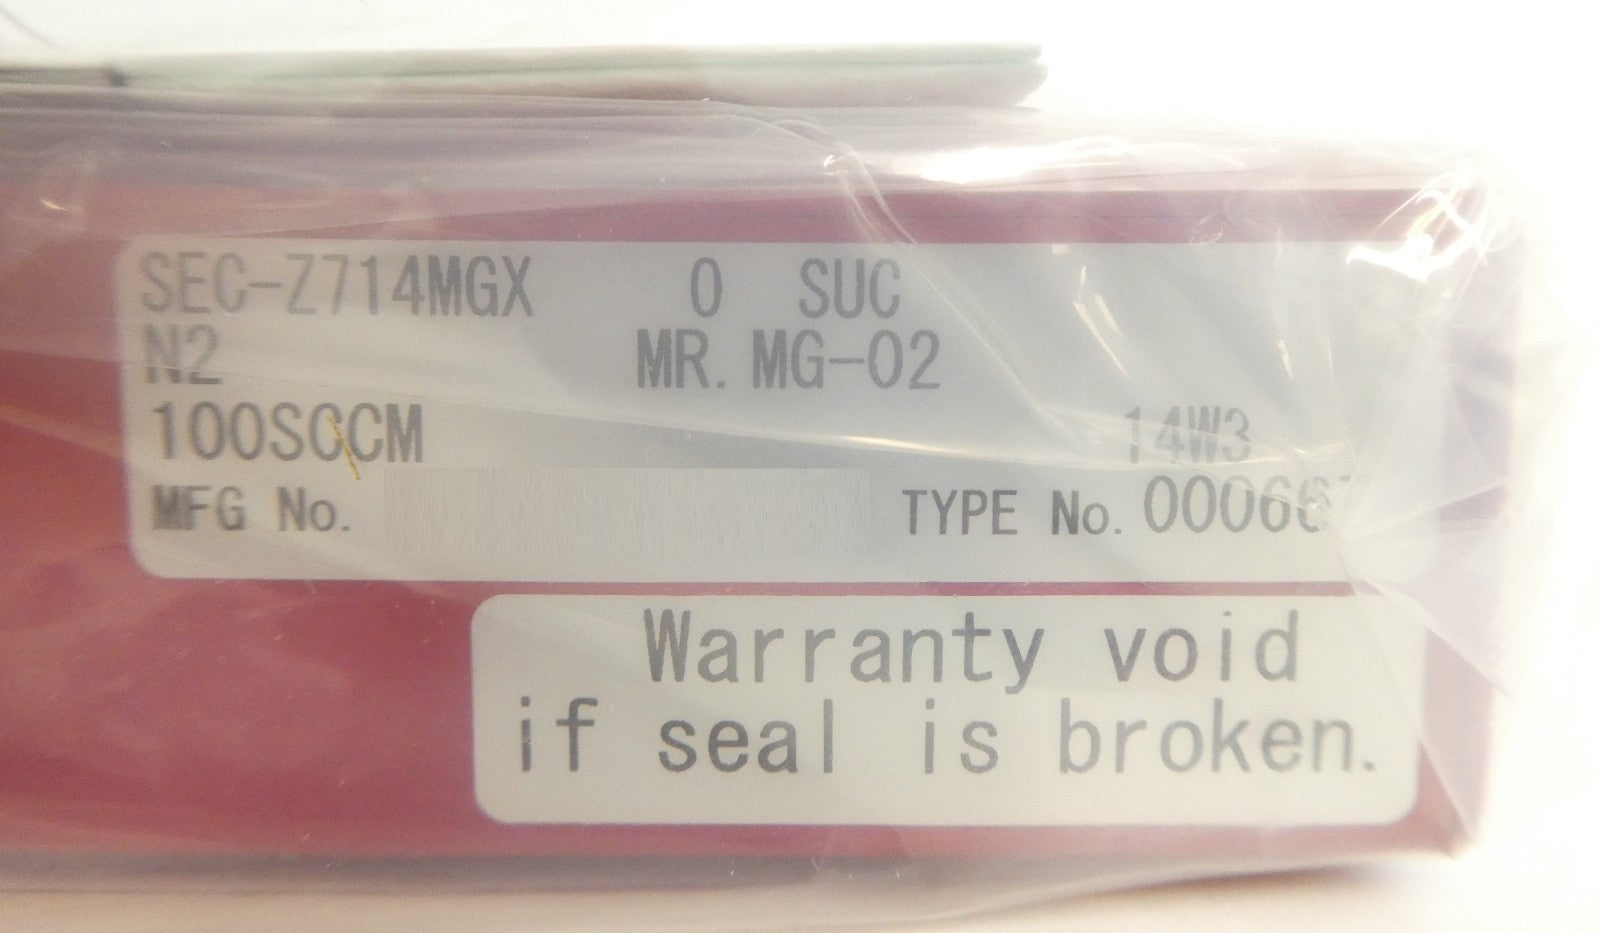 SEC-Z714MGX 0 SUC
N2 MR. MG-02
100SCCM 14W3
MFG No. TYPE No.
Warranty void
if seal is broken.